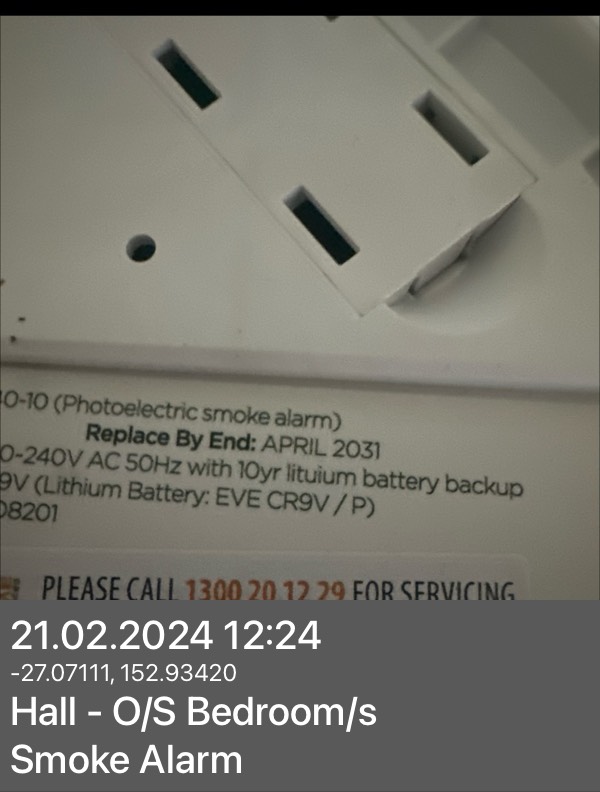 0-10 (Photoelectric smoke alarm)
Replace By End: APRIL 2031
0-240V AC 50Hz with 10yr lituium battery backup
9V (Lithium Battery: EVE CR9V / P)
08201
PLEASE CALL 1300 20 12 29 FOR SERVICING
21.02.2024 12:24
-27.07111, 152.93420
Hall - O/S Bedroom/s
Smoke Alarm